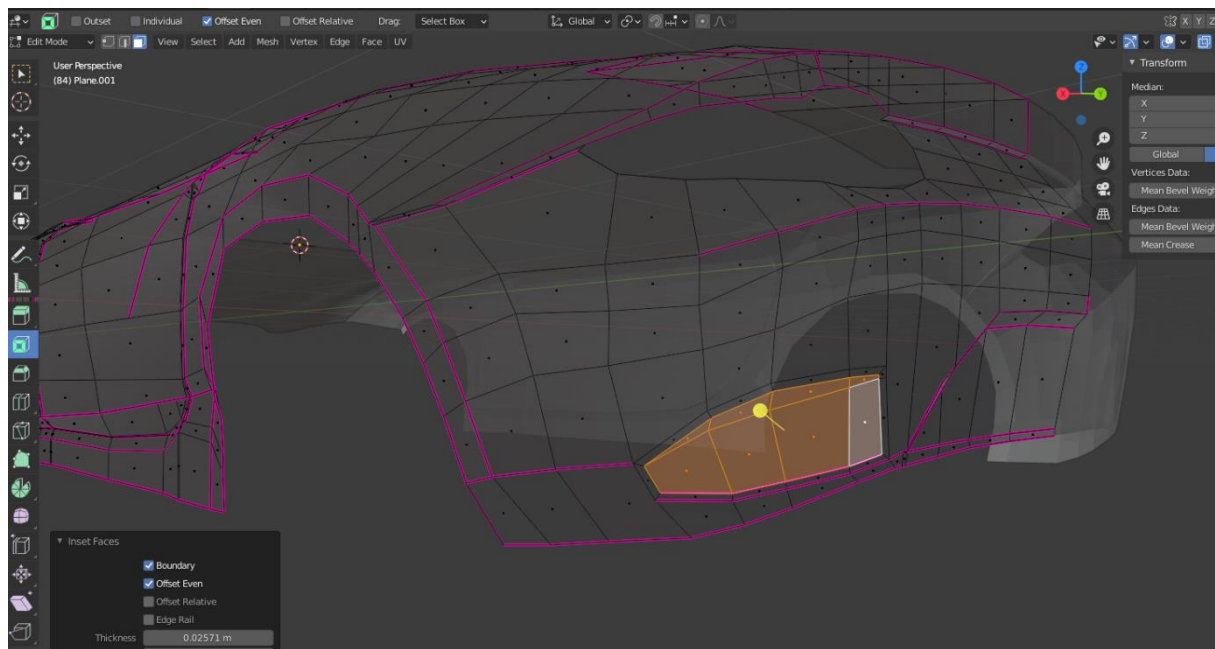 Outset Individual Offset Even Offset Relative Drag: Select Box Global X Y Z
Edit Mode View Select Add Mesh Vertex Edge Face UV
User Perspective
(84) Plane.001
Z
X Y
Transform
Median:
X
Y
Z
Global
Vertices Data:
Mean Bevel Weigh
Edges Data:
Mean Bevel Weigh
Mean Crease
Inset Faces
Boundary
Offset Even
Offset Relative
Edge Rail
Thickness 0.02571 m